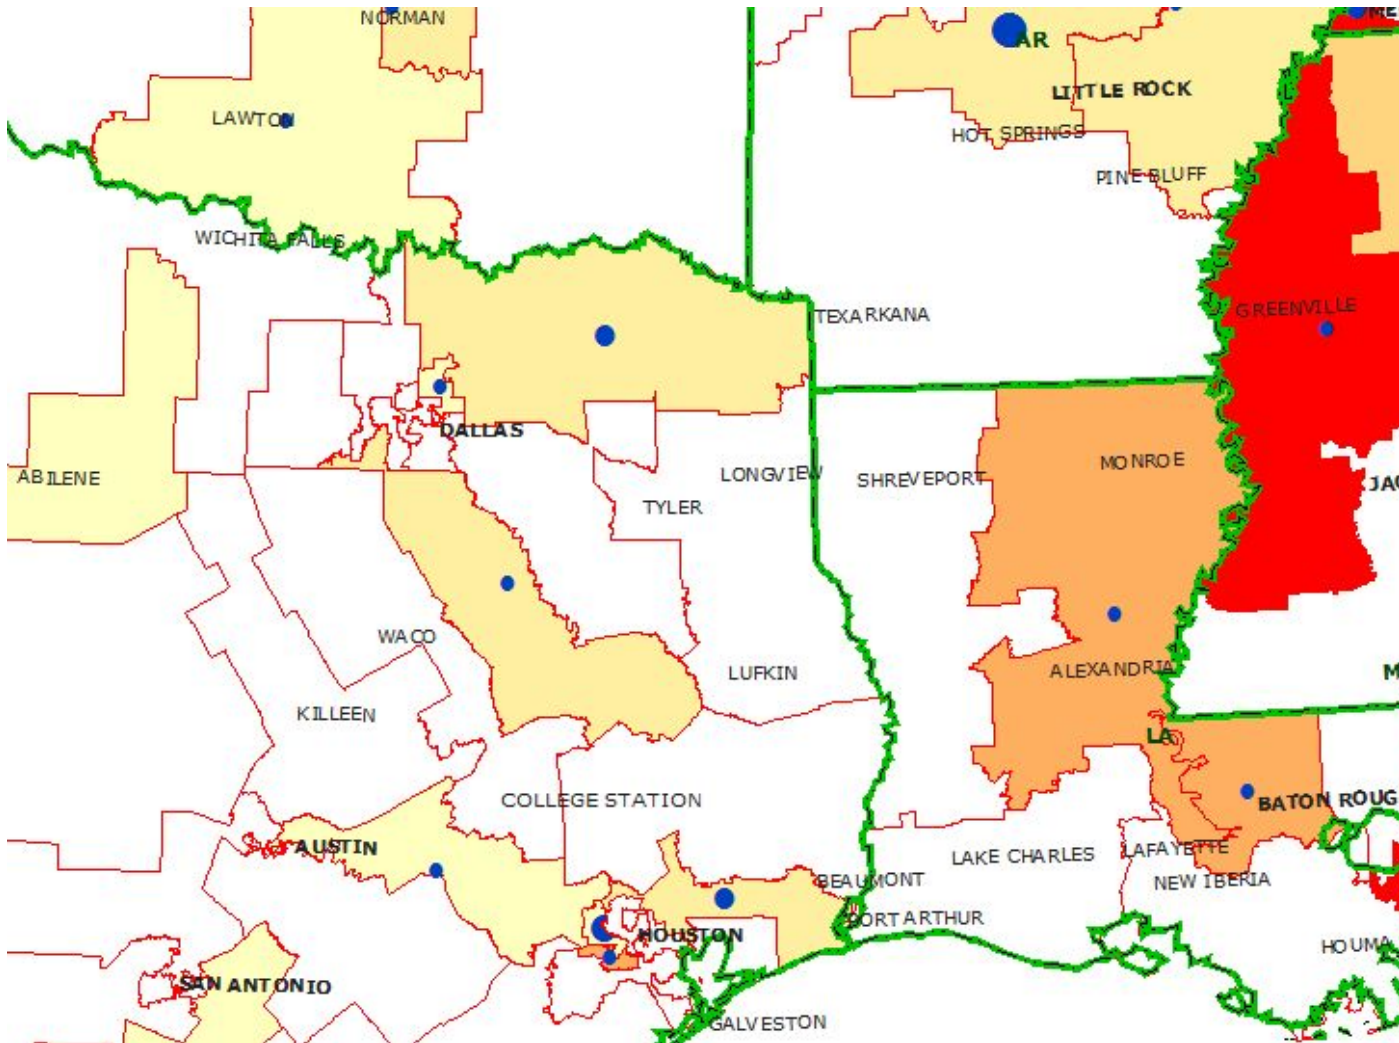 NORMAN
ME
AR
LITTLE ROCK
LAWTON
HOT SPRINGS
PINE BLUFF
WICHITA FALLS
GREENVILLE
TEXARKANA
DALLAS
MONROE
ABILENE
LONGVIEW
SHREVEPORT
JAC
TYLER
WACO
ALEXANDRIA
LUFKIN
M
KILLEEN
LA
COLLEGE STATION
BATON ROUG
AUSTIN
LAFAYETTE
LAKE CHARLES
BEAUMONT
NEW IBERIA
PORT ARTHUR
HOUSTON
HOUMA
SAN ANTONIO
GALVESTON